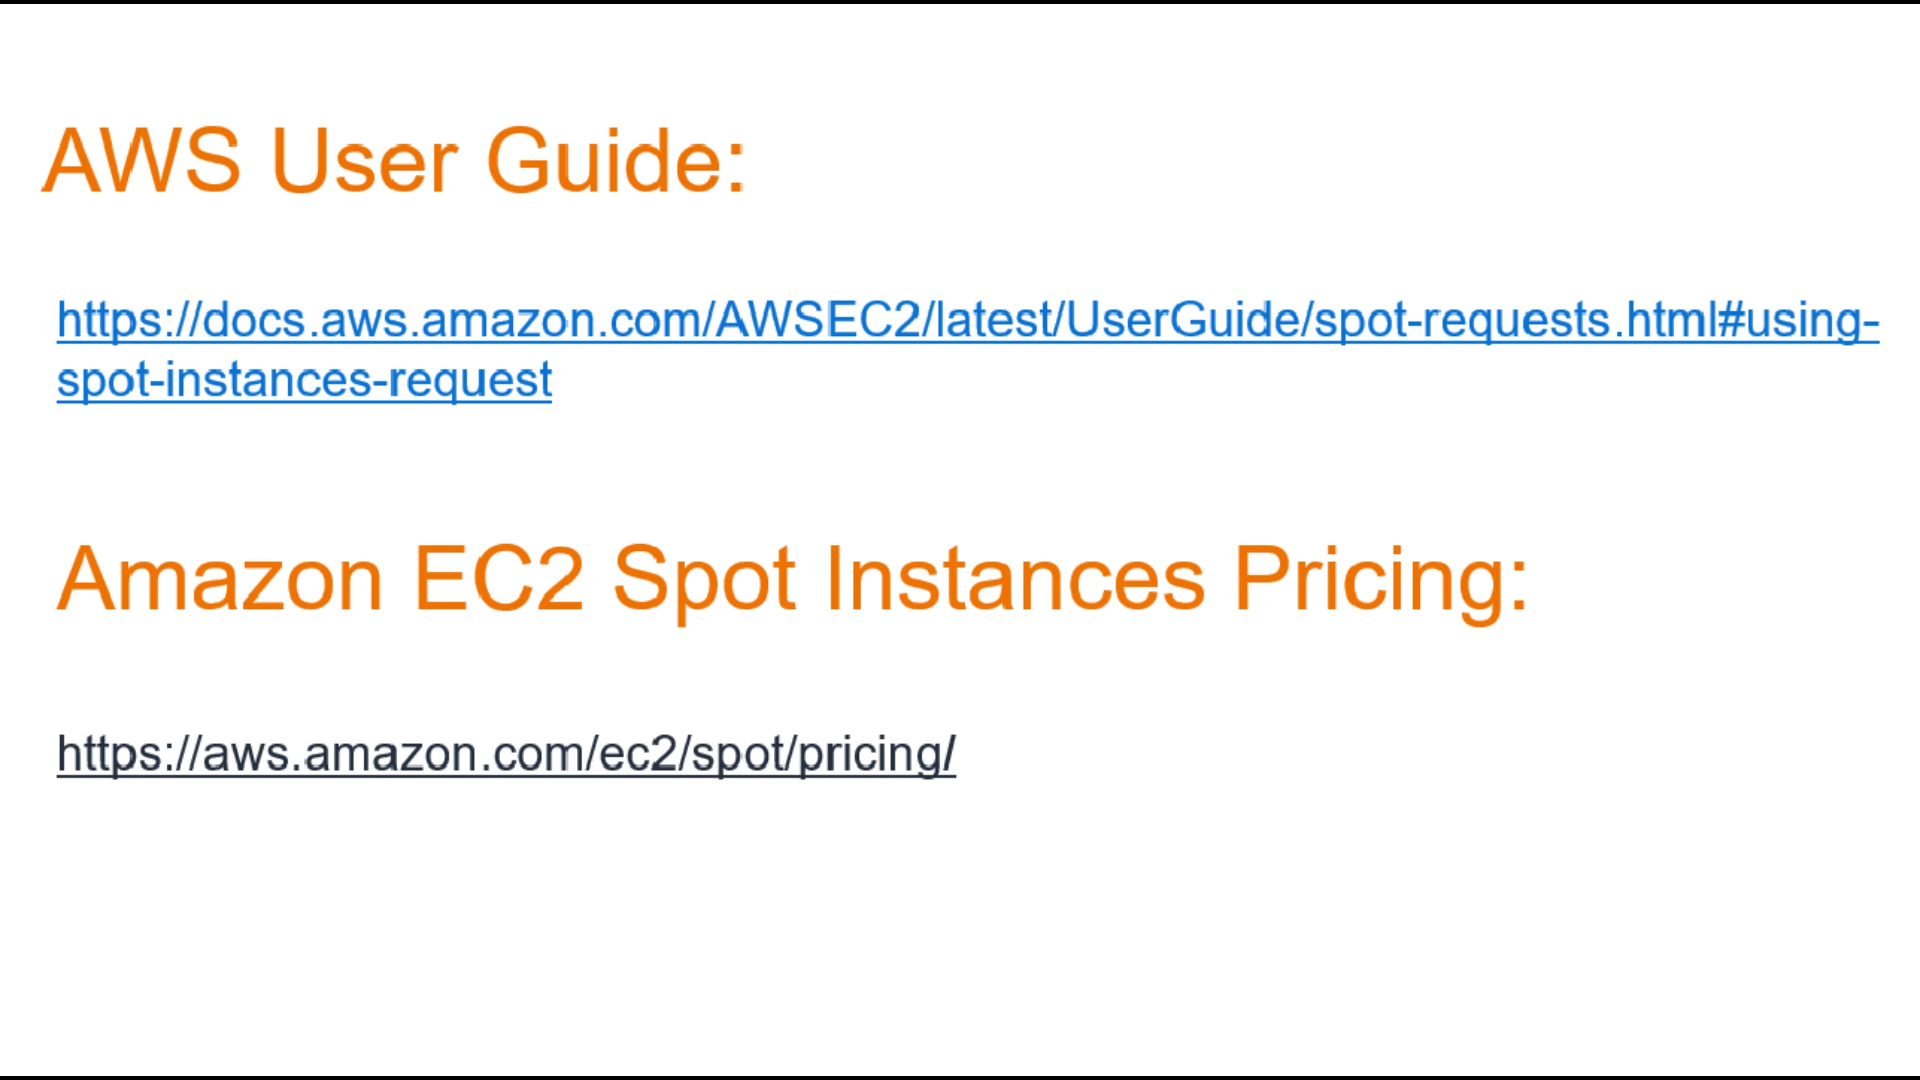 AWS User Guide:
https://docs.aws.amazon.com/AWSEC2/latest/UserGuide/spot-requests.html#using-
spot-instances-request
Amazon EC2 Spot Instances Pricing:
https://aws.amazon.com/ec2/spot/pricing/